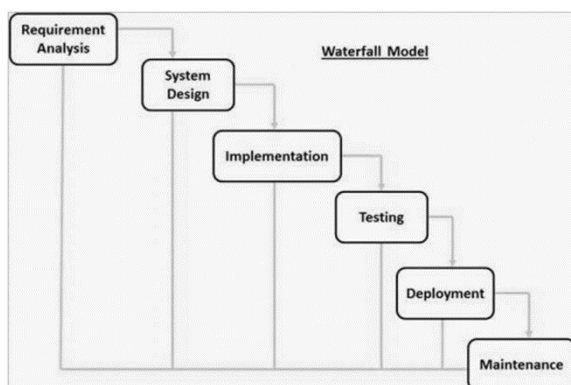 Requirement
Analysis
Waterfall Model
System
Design
Implementation
Testing
Deployment
Maintenance